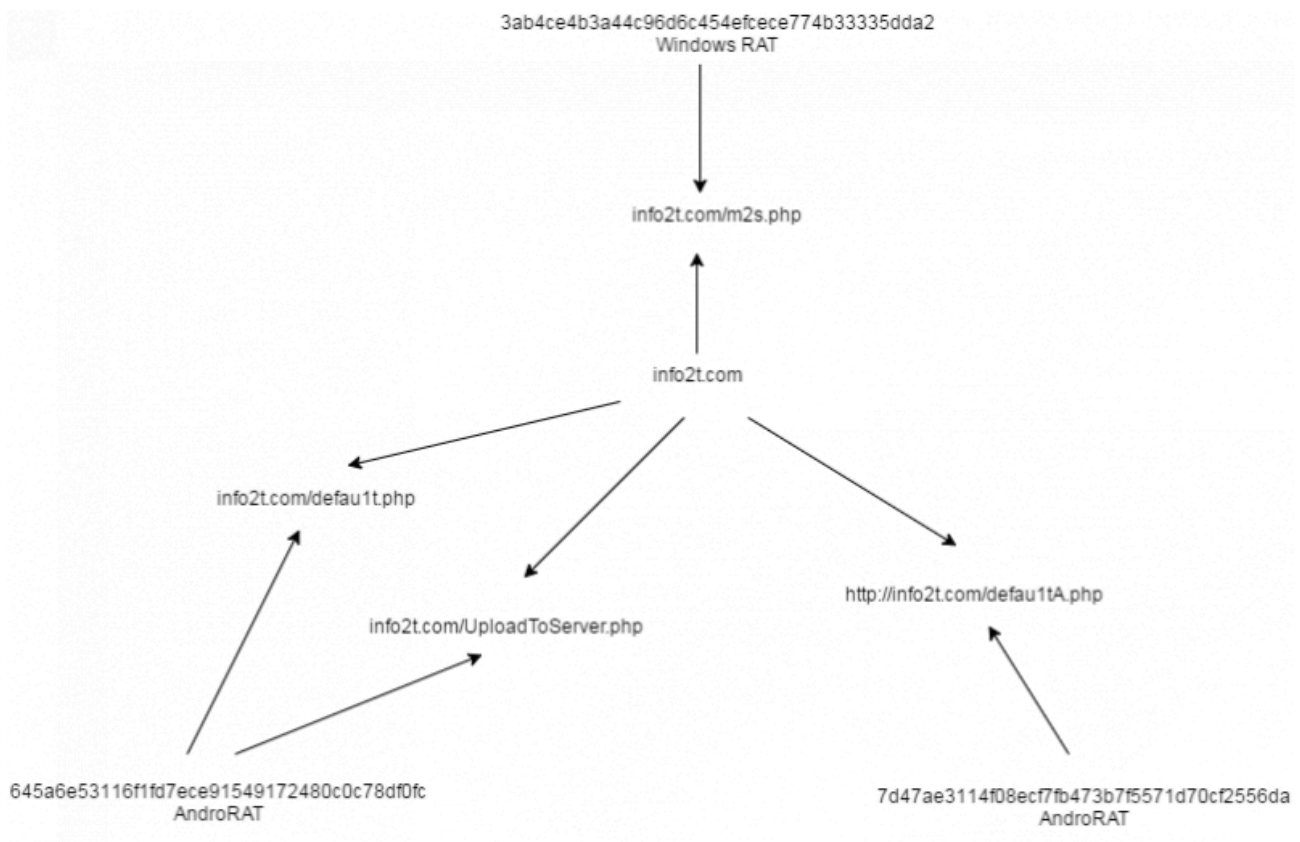 3ab4ce4b3a44c96d6c454efcece774b33335dda2
Windows RAT
info2t.com/m2s.php
info2t.com
info2t.com/defau1t.php
http://info2t.com/defau1tA.php
info2t.com/UploadToServer.php
645a6e53116f1fd7ece91549172480c0c78df0fc
AndroRAT
7d47ae3114f08ecf7fb473b7f5571d70cf2556da
AndroRAT